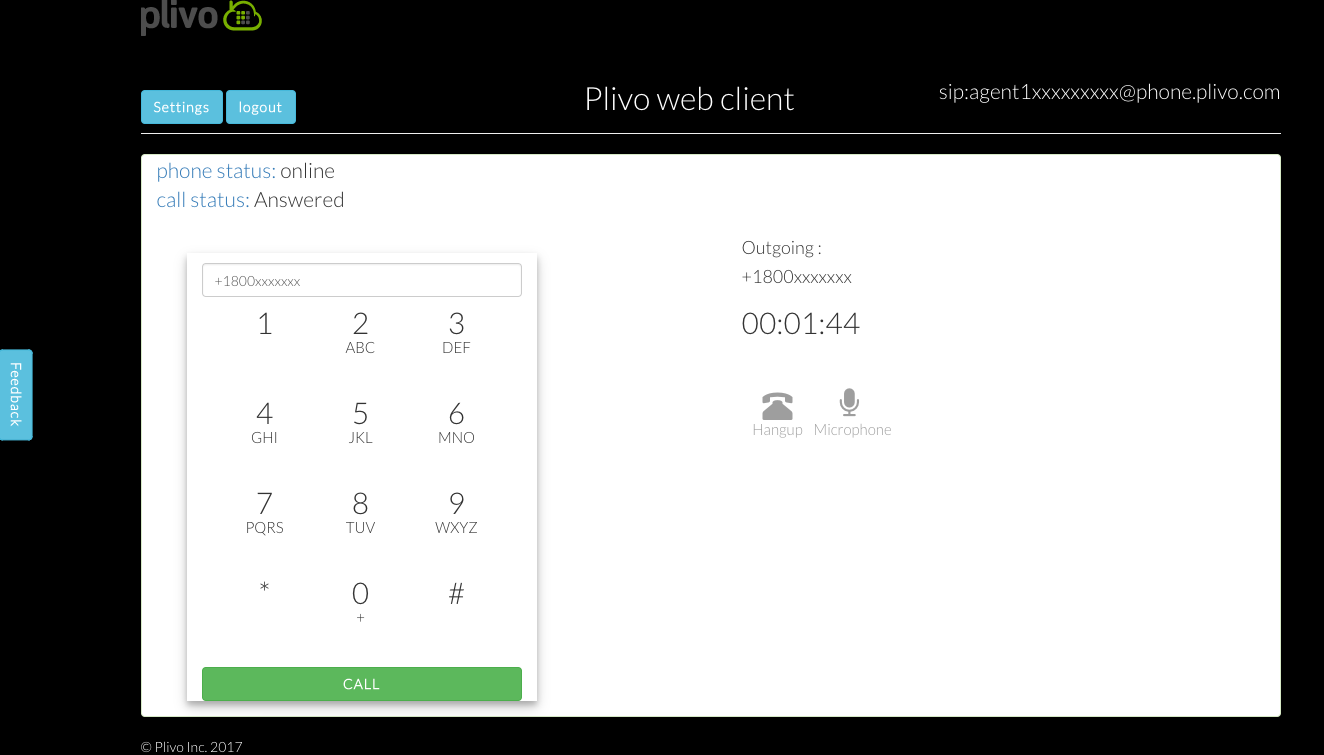 plivo
Settings logout
Plivo web client
sip:agent1xxxxxxxxx@phone.plivo.com
phone status: online
call status: Answered
Feedback
+1800xxxxxxx
1 2 3
ABC DEF
4 5 6
GHI JKL MNO
7 8 9
PQRS TUV WXYZ
* 0 #
+
CALL
Outgoing :
+1800xxxxxxx
00:01:44
Hangup Microphone
© Plivo Inc. 2017